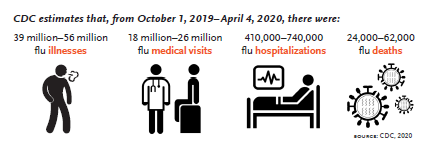 CDC estimates that, from October 1, 2019–April 4, 2020, there were:
39 million–56 million
flu illnesses
18 million–26 million
flu medical visits
410,000–740,000
flu hospitalizations
24,000–62,000
flu deaths
SOURCE: CDC, 2020